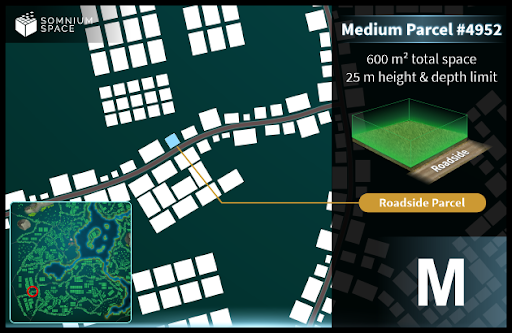 SOMNIUM
SPACE
Medium Parcel #4952
600 m² total space
25 m height & depth limit
Roadside
Roadside Parcel
M